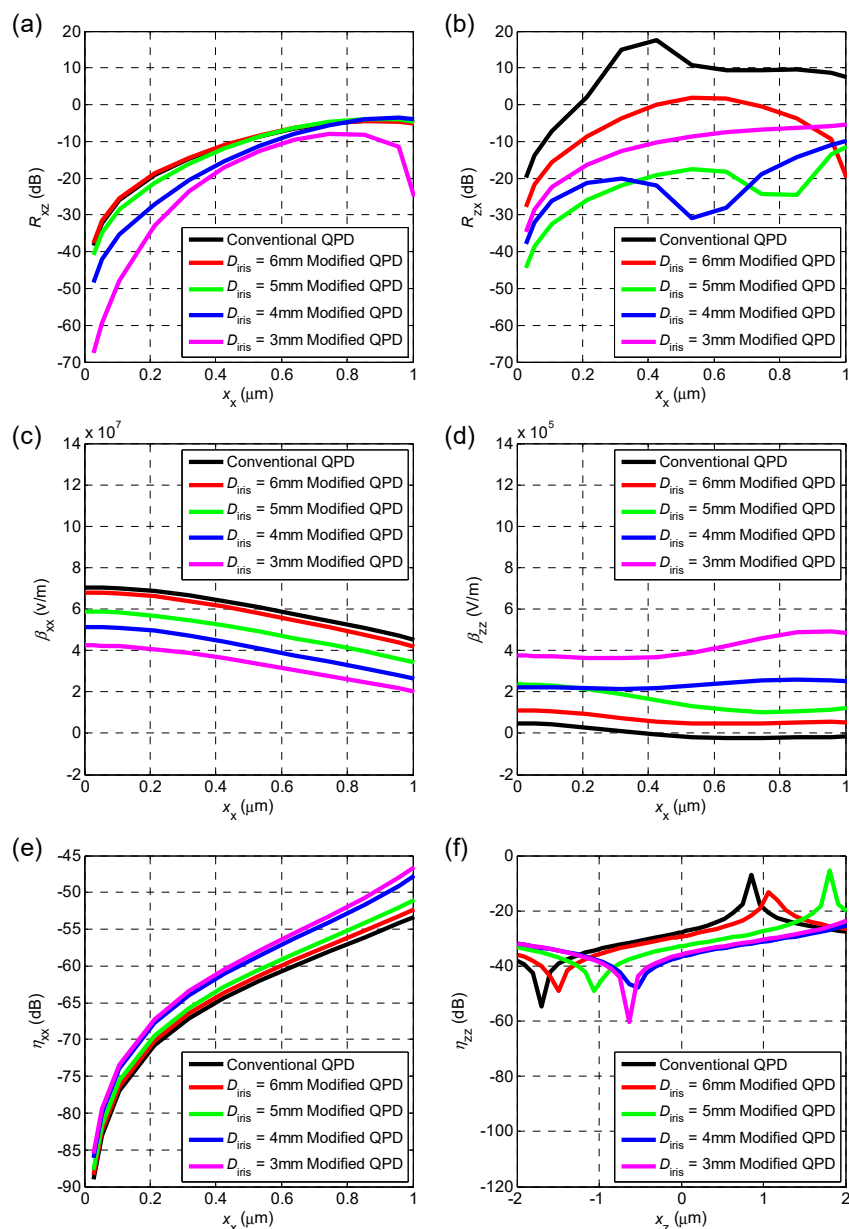 (a)
20
10
0
-10
-20
-30
-40
-50
-60
-70
R_xz (dB)
Conventional QPD
D_iris = 6mm Modified QPD
D_iris = 5mm Modified QPD
D_iris = 4mm Modified QPD
D_iris = 3mm Modified QPD
0 0.2 0.4 0.6 0.8 1
x_x (μm)
(b)
20
10
0
-10
-20
-30
-40
-50
-60
-70
R_zx (dB)
Conventional QPD
D_iris = 6mm Modified QPD
D_iris = 5mm Modified QPD
D_iris = 4mm Modified QPD
D_iris = 3mm Modified QPD
0 0.2 0.4 0.6 0.8 1
x_x (μm)
(c)
x 10^7
14
12
10
8
6
4
2
0
-2
β_xx (v/m)
Conventional QPD
D_iris = 6mm Modified QPD
D_iris = 5mm Modified QPD
D_iris = 4mm Modified QPD
D_iris = 3mm Modified QPD
0 0.2 0.4 0.6 0.8 1
x_x (μm)
(d)
x 10^5
14
12
10
8
6
4
2
0
-2
β_zz (V/m)
Conventional QPD
D_iris = 6mm Modified QPD
D_iris = 5mm Modified QPD
D_iris = 4mm Modified QPD
D_iris = 3mm Modified QPD
0 0.2 0.4 0.6 0.8 1
x_x (μm)
(e)
-45
-50
-55
-60
-65
-70
-75
-80
-85
-90
η_xx (dB)
Conventional QPD
D_iris = 6mm Modified QPD
D_iris = 5mm Modified QPD
D_iris = 4mm Modified QPD
D_iris = 3mm Modified QPD
0 0.2 0.4 0.6 0.8 1
x_x (μm)
(f)
0
-20
-40
-60
-80
-100
-120
η_zz (dB)
Conventional QPD
D_iris = 6mm Modified QPD
D_iris = 5mm Modified QPD
D_iris = 4mm Modified QPD
D_iris = 3mm Modified QPD
-2 -1 0 1 2
x_z (μm)